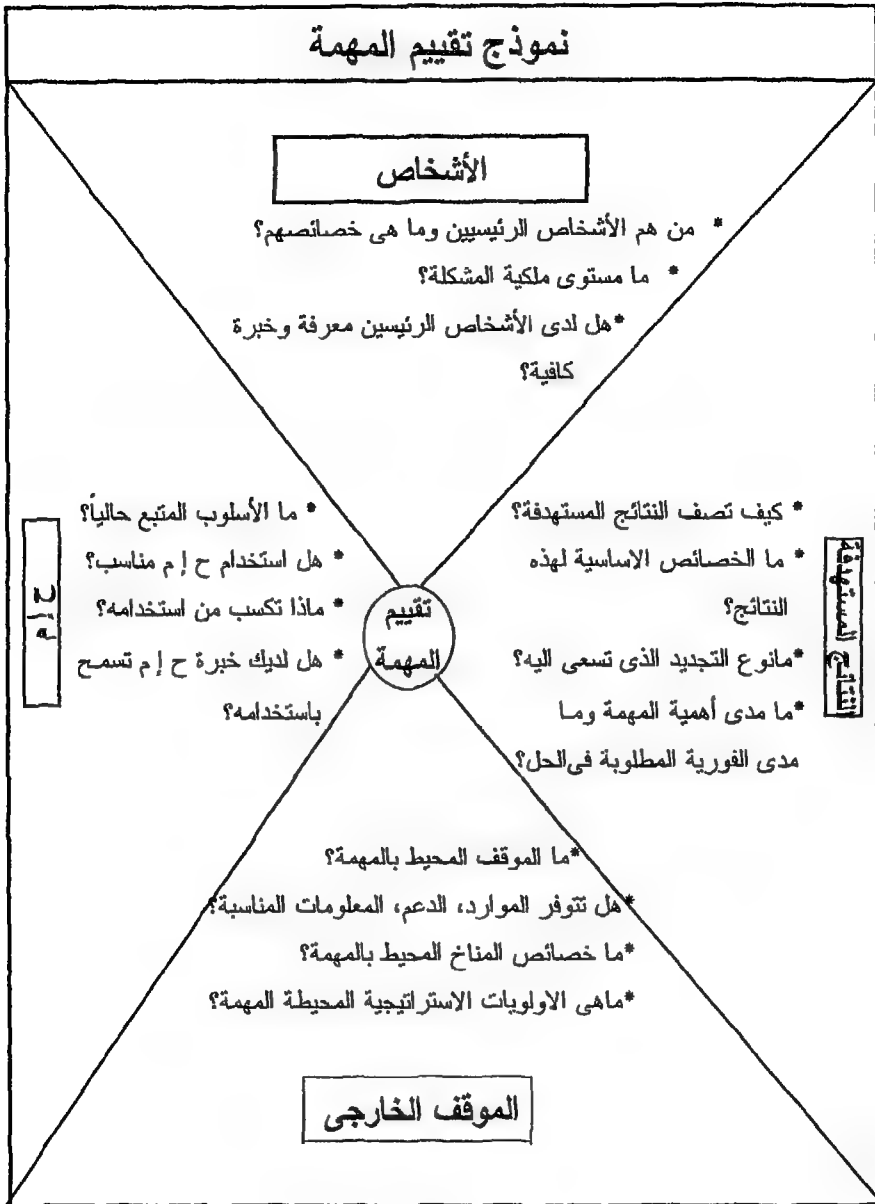 نموذج تقييم المهمة
الأشخاص
* من هم الأشخاص الرئيسيين وما هى خصائصهم؟
* ما مستوى ملكية المشكلة؟
*هل لدى الأشخاص الرئيسين معرفة وخبرة
كافية؟
النتائج المستهدفة
* كيف تصف النتائج المستهدفة؟
* ما الخصائص الاساسية لهذه
النتائج؟
*مانوع التجديد الذى تسعى اليه؟
*ما مدى أهمية المهمة وما
مدى الفورية المطلوبة فى الحل؟
تقييم
المهمة
* ما الأسلوب المتبع حالياً؟
* هل استخدام ح إ م مناسب؟
* ماذا تكسب من استخدامه؟
* هل لديك خبرة ح إ م تسمح
باستخدامه؟
ح إ م
*ما الموقف المحيط بالمهمة؟
*هل تتوفر الموارد، الدعم، المعلومات المناسبة؟
*ما خصائص المناخ المحيط بالمهمة؟
*ماهى الاولويات الاستراتيجية المحيطة المهمة؟
الموقف الخارجى